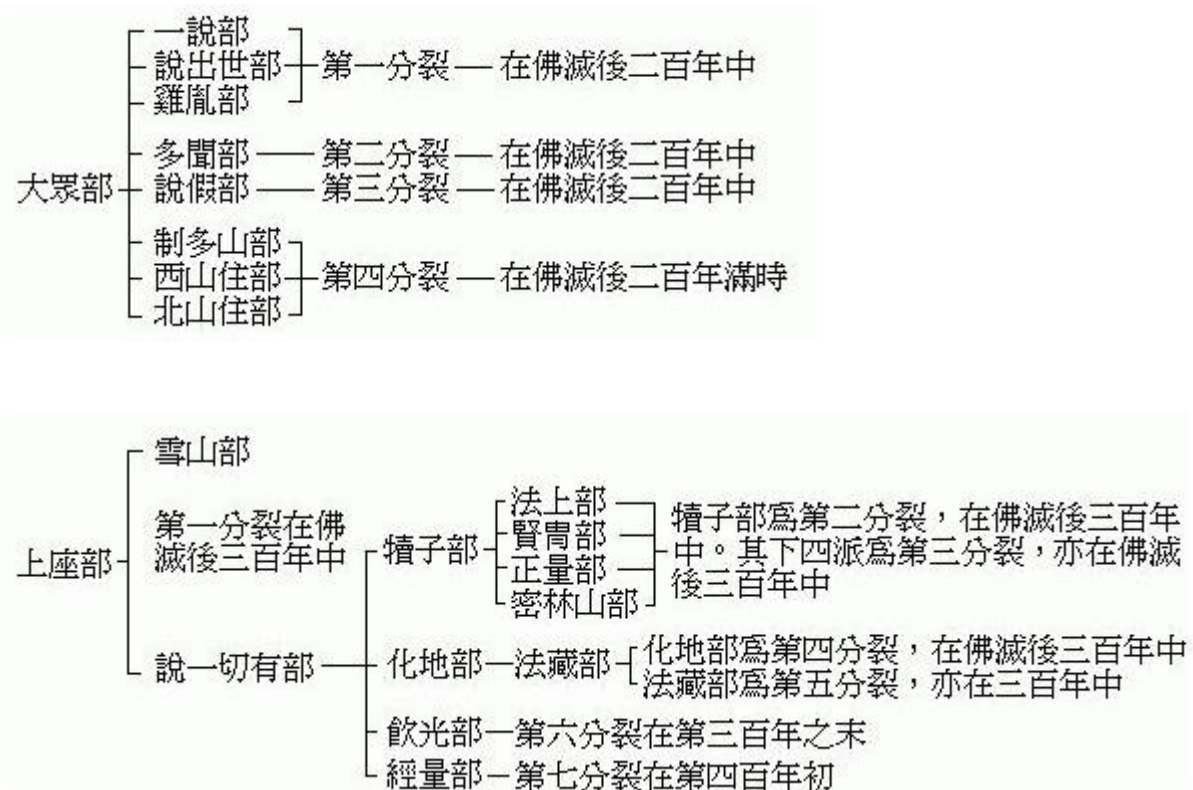 一說部
說出世部 第一分裂 在佛滅後二百年中
雞胤部
多聞部 第二分裂 在佛滅後二百年中
大眾部 說假部 第三分裂 在佛滅後二百年中
制多山部
西山住部 第四分裂 在佛滅後二百年滿時
北山住部
雪山部
第一分裂在佛
滅後三百年中
上座部
犢子部
法上部
賢冑部
正量部
密林山部
犢子部爲第二分裂,在佛滅後三百年
中。其下四派爲第三分裂,亦在佛滅
後三百年中
說一切有部
化地部 法藏部
化地部爲第四分裂,在佛滅後三百年中
法藏部爲第五分裂,亦在三百年中
飲光部 第六分裂在第三百年之末
經量部 第七分裂在第四百年初